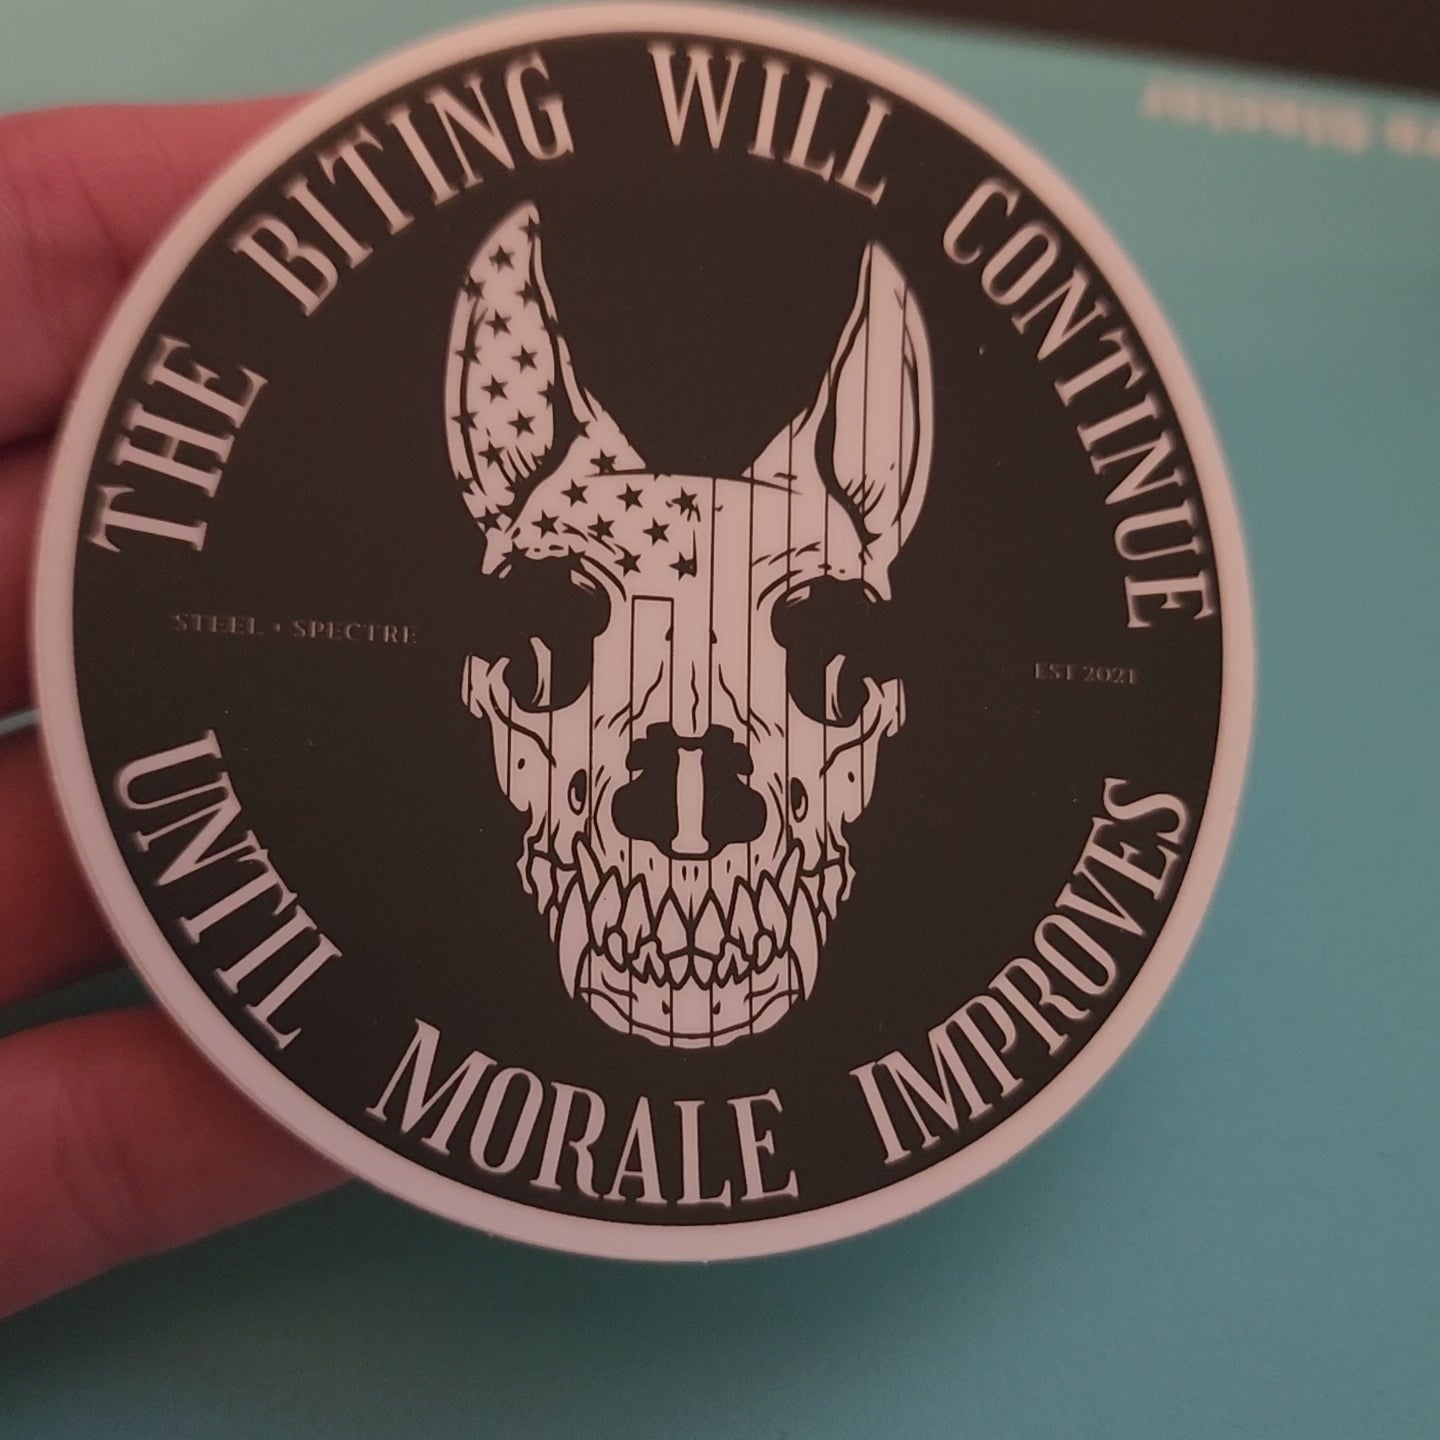 THE BITING WILL CONTINUE
STEEL • SPECTRE
EST 2021
UNTIL MORALE IMPROVES